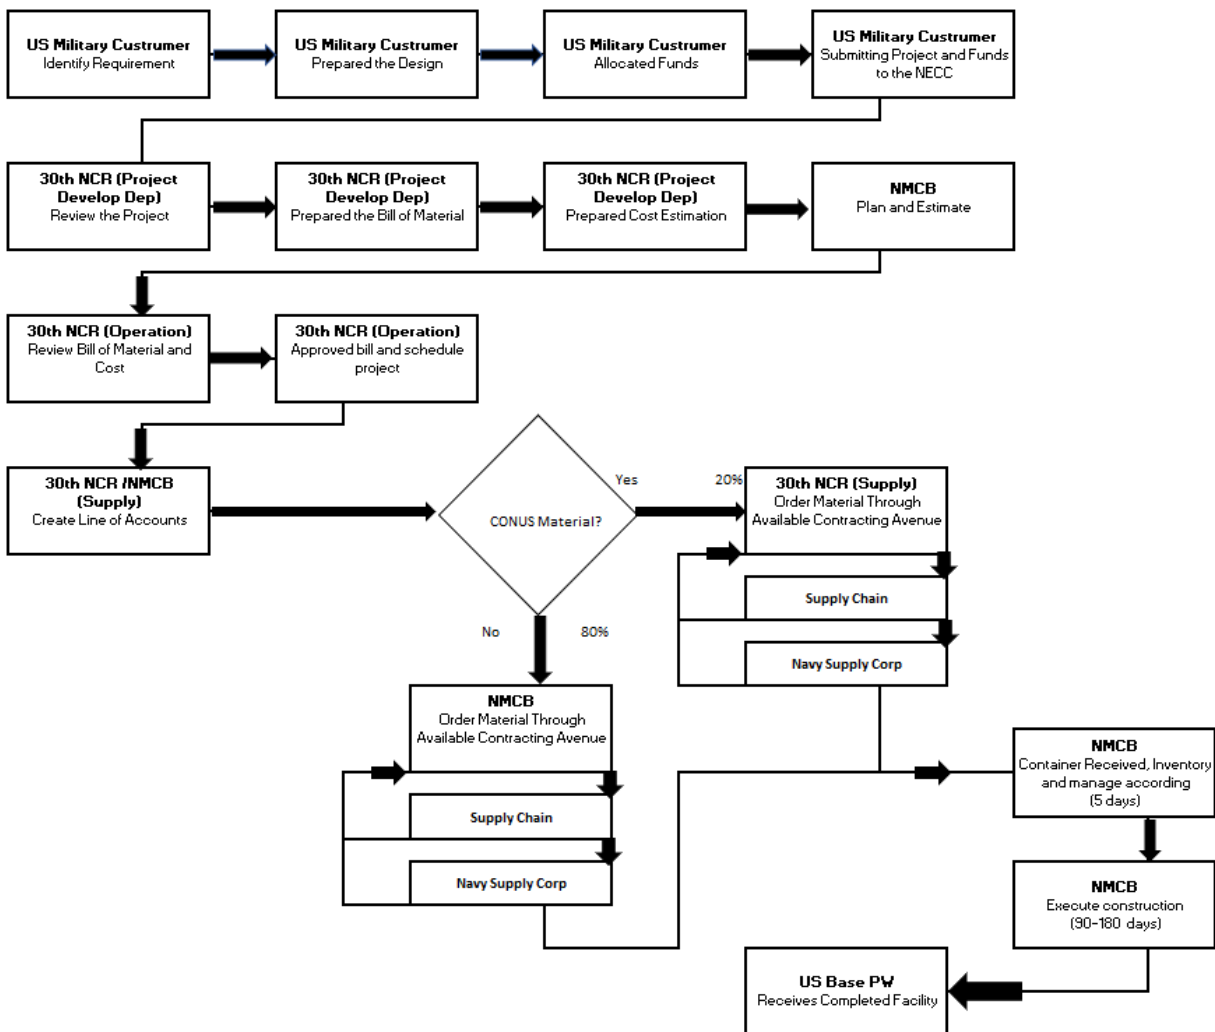 US Military Custrumer
Identify Requirement
US Military Custrumer
Prepared the Design
US Military Custrumer
Allocated Funds
US Military Custrumer
Submitting Project and Funds
to the NECC
30th NCR (Project
Develop Dep)
Review the Project
30th NCR (Project
Develop Dep)
Prepared the Bill of Material
30th NCR (Project
Develop Dep)
Prepared Cost Estimation
NMCB
Plan and Estimate
30th NCR (Operation)
Review Bill of Material and
Cost
30th NCR (Operation)
Approved bill and schedule
project
30th NCR /NMCB
(Supply)
Create Line of Accounts
CONUS Material?
Yes
20%
30th NCR (Supply)
Order Material Through
Available Contracting Avenue
Supply Chain
Navy Supply Corp
No
80%
NMCB
Order Material Through
Available Contracting Avenue
Supply Chain
Navy Supply Corp
NMCB
Container Received, Inventory
and manage according
(5 days)
NMCB
Execute construction
(90-180 days)
US Base PW
Receives Completed Facility